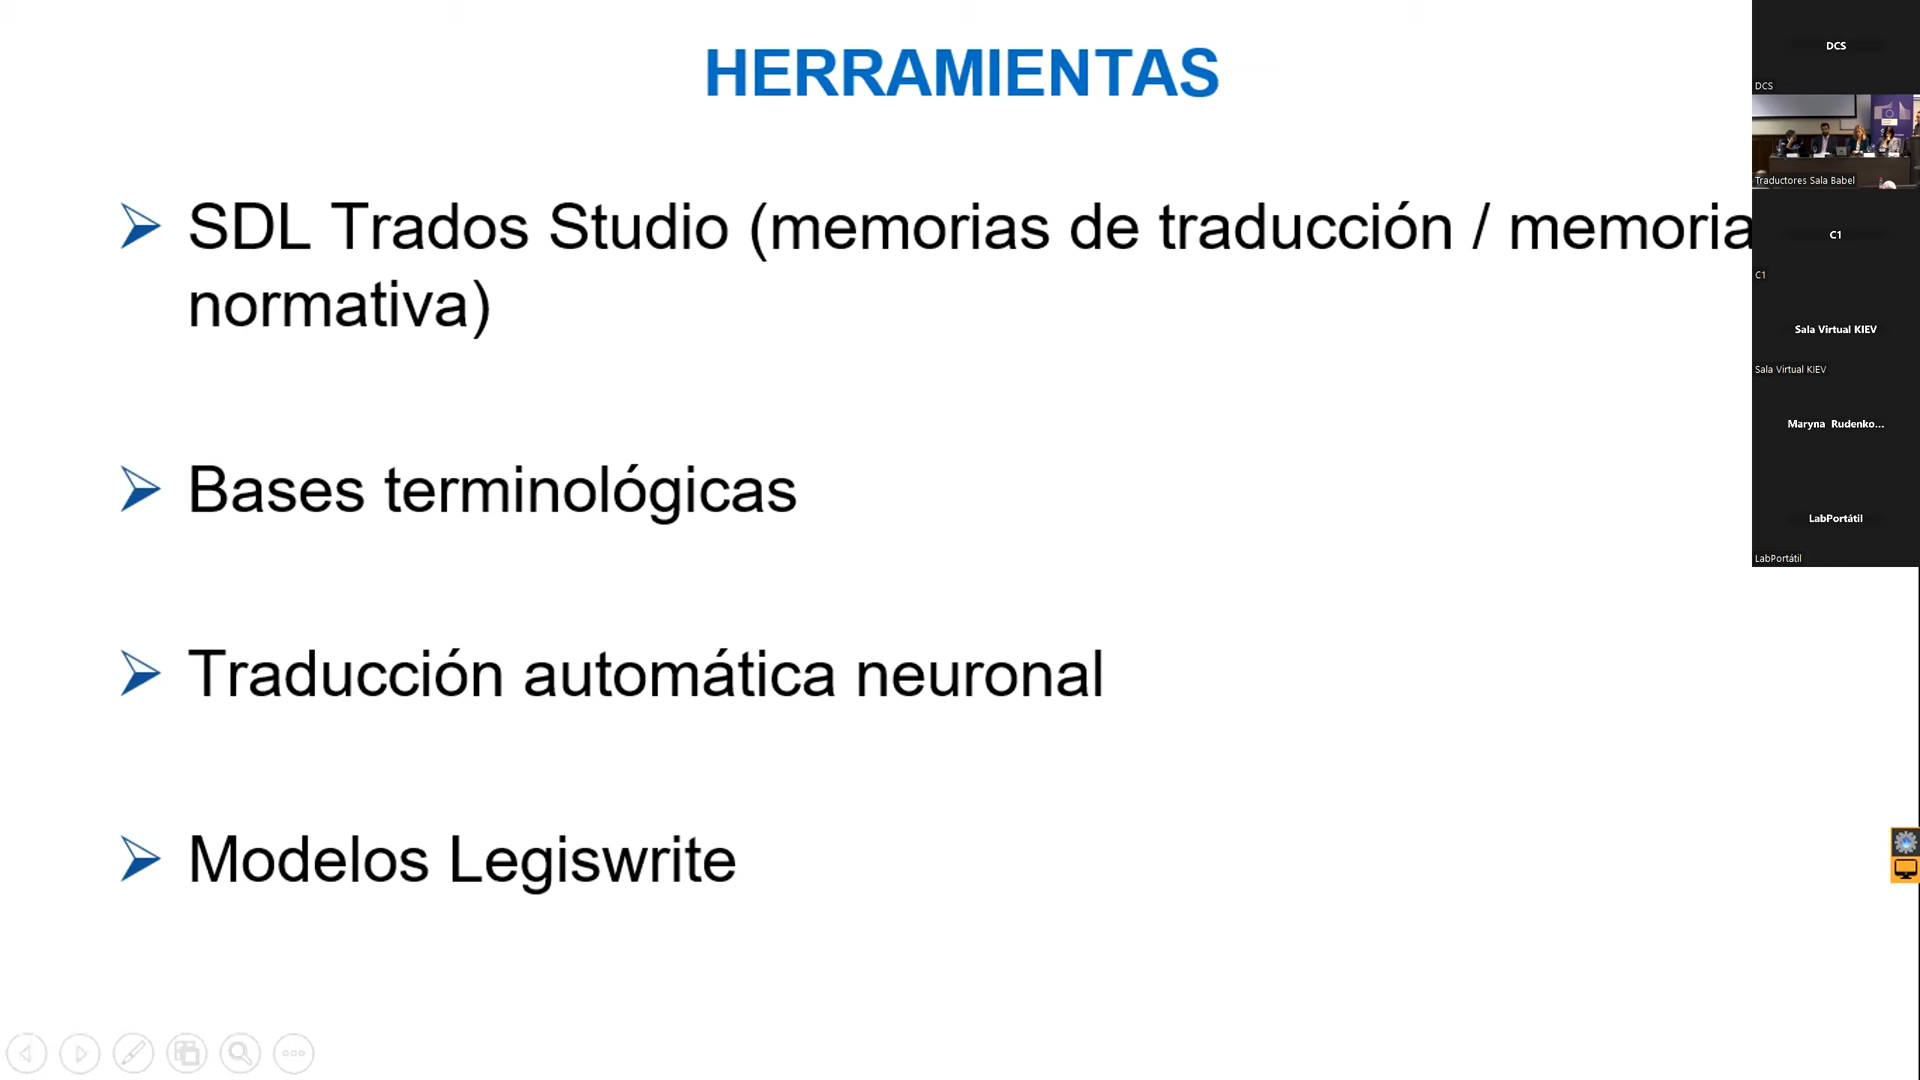 HERRAMIENTAS
SDL Trados Studio (memorias de traducción / memoria
normativa)
Bases terminológicas
Traducción automática neuronal
Modelos Legiswrite
DCS
DCS
Traductores Sala Babel
C1
C1
Sala Virtual KIEV
Sala Virtual KIEV
Maryna Rudenko...
LabPortátil
LabPortátil